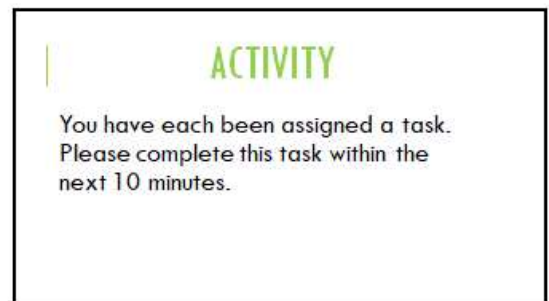 ACTIVITY
You have each been assigned a task.
Please complete this task within the
next 10 minutes.